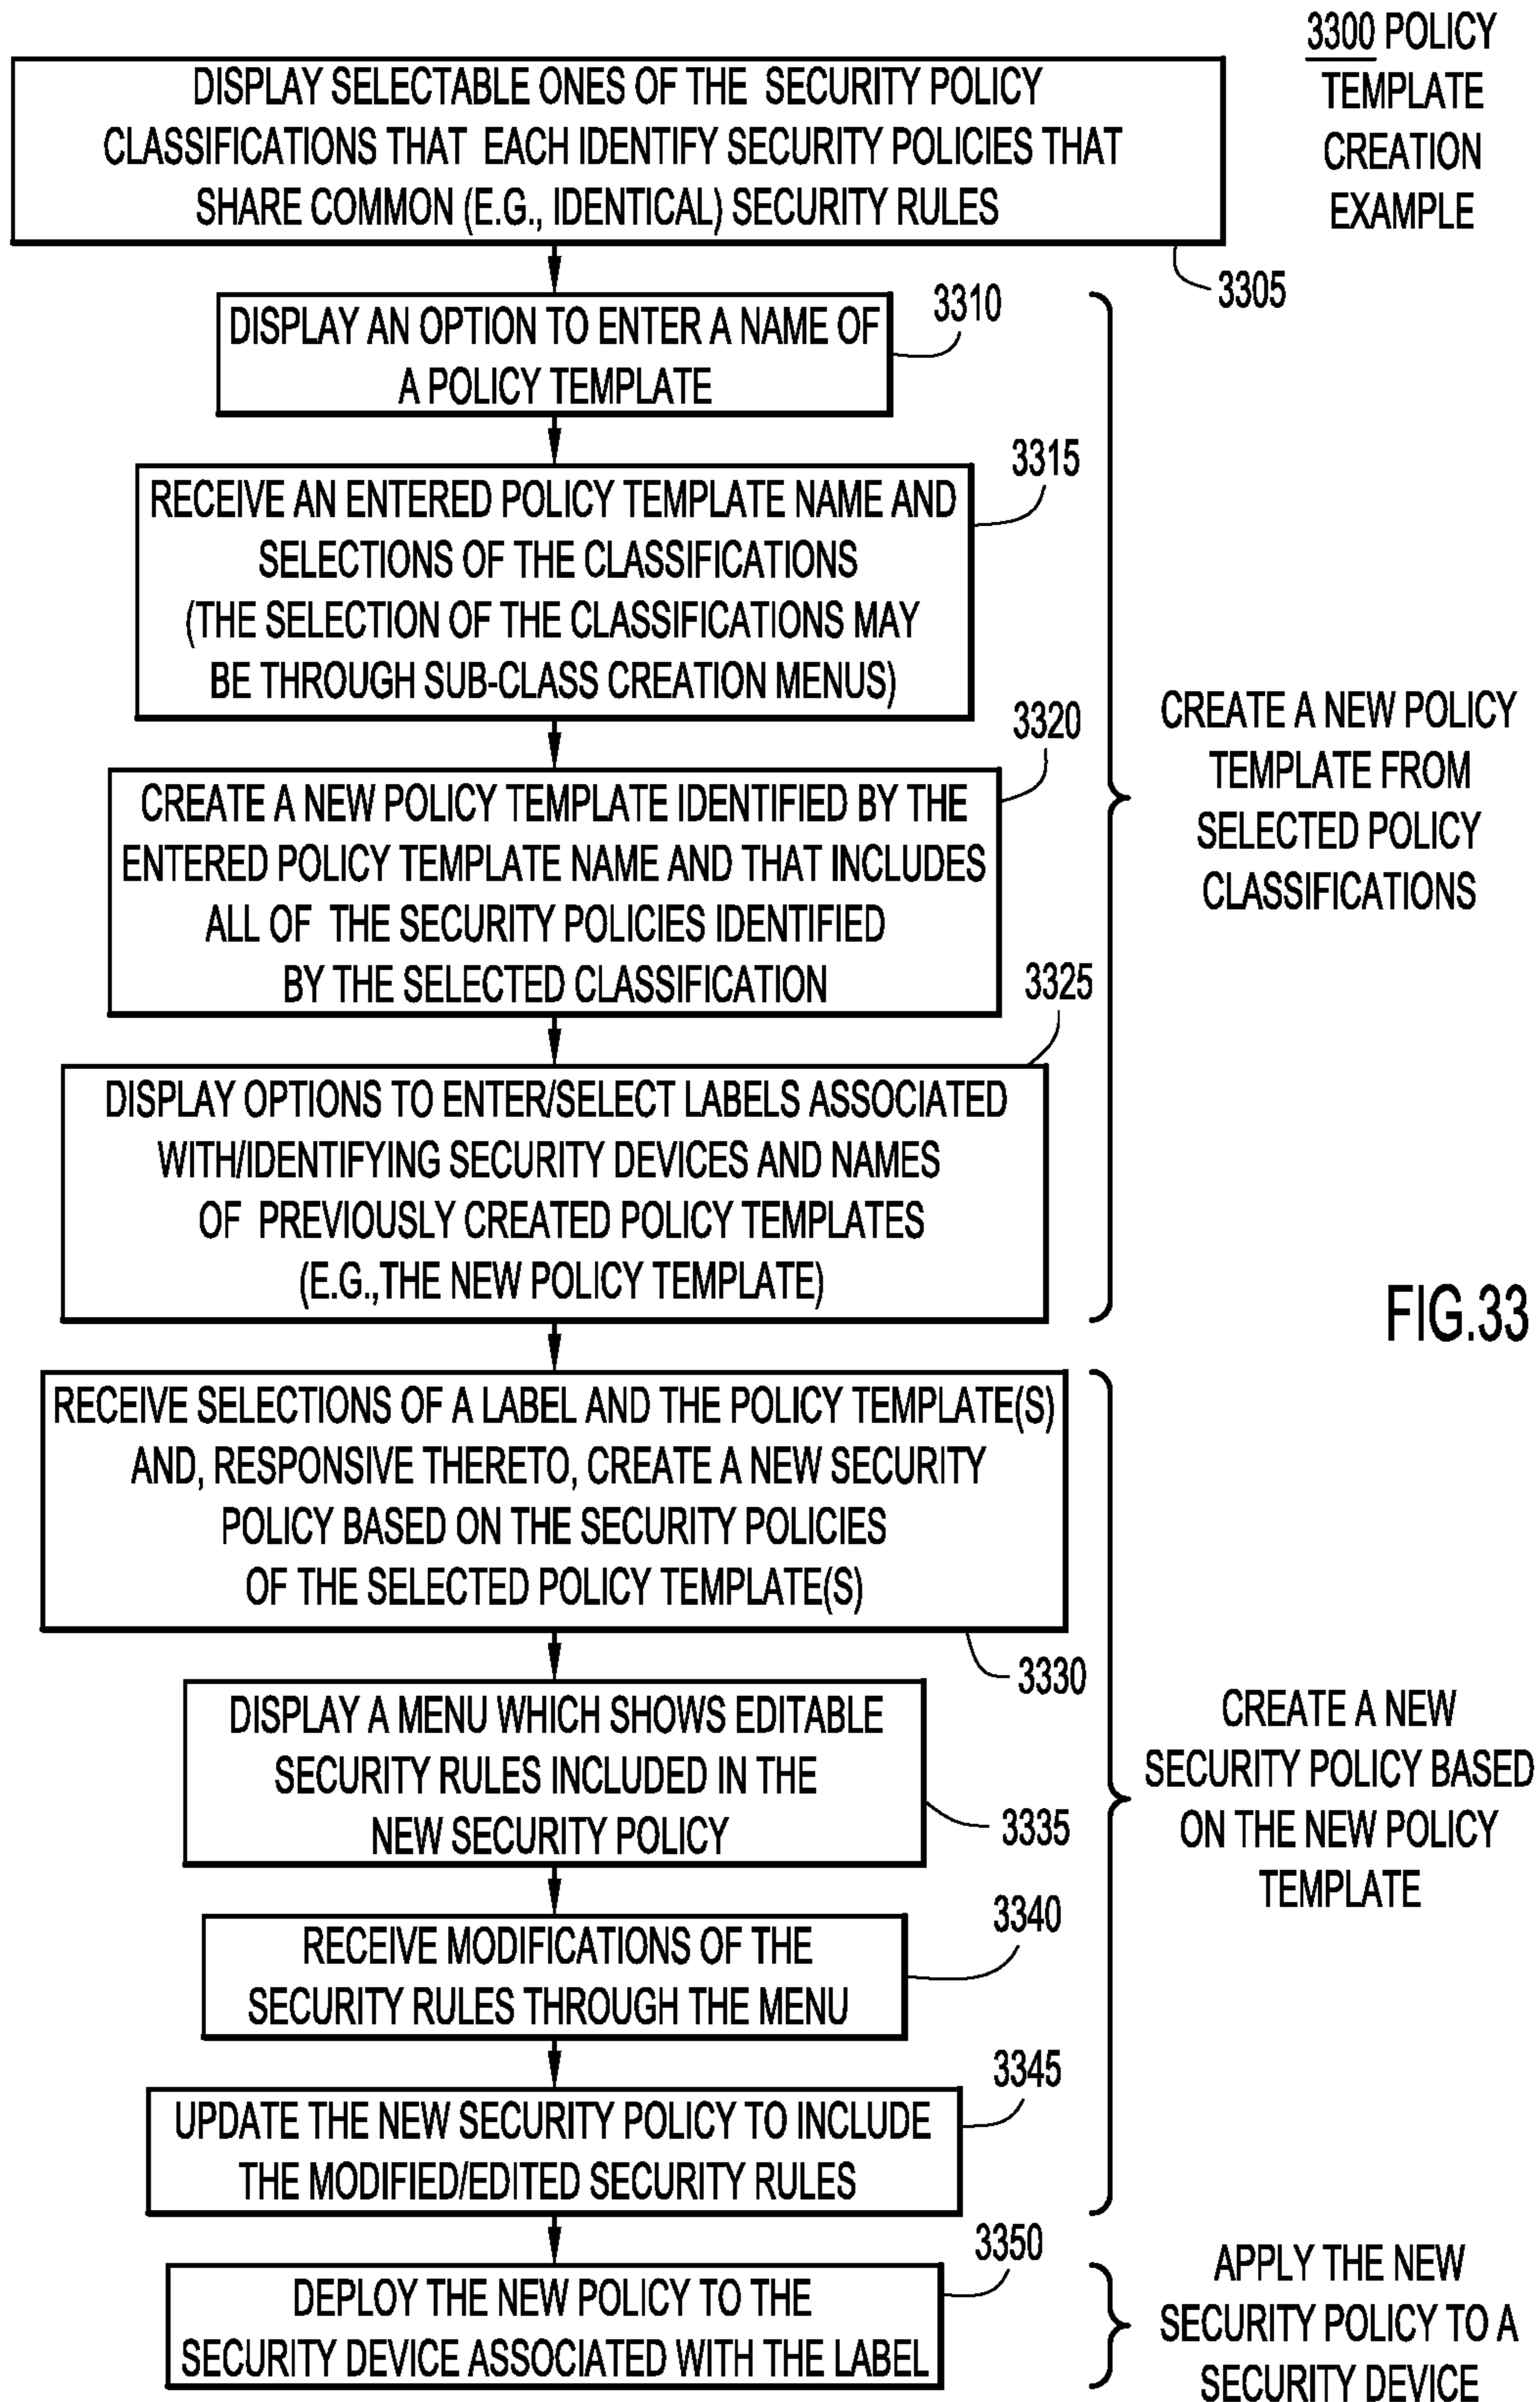 3300 POLICY
TEMPLATE
CREATION
EXAMPLE
DISPLAY SELECTABLE ONES OF THE SECURITY POLICY
CLASSIFICATIONS THAT EACH IDENTIFY SECURITY POLICIES THAT
SHARE COMMON (E.G., IDENTICAL) SECURITY RULES
3305
DISPLAY AN OPTION TO ENTER A NAME OF
A POLICY TEMPLATE
3310
RECEIVE AN ENTERED POLICY TEMPLATE NAME AND
SELECTIONS OF THE CLASSIFICATIONS
(THE SELECTION OF THE CLASSIFICATIONS MAY
BE THROUGH SUB-CLASS CREATION MENUS)
3315
CREATE A NEW POLICY TEMPLATE IDENTIFIED BY THE
ENTERED POLICY TEMPLATE NAME AND THAT INCLUDES
ALL OF THE SECURITY POLICIES IDENTIFIED
BY THE SELECTED CLASSIFICATION
3320
DISPLAY OPTIONS TO ENTER/SELECT LABELS ASSOCIATED
WITH/IDENTIFYING SECURITY DEVICES AND NAMES
OF PREVIOUSLY CREATED POLICY TEMPLATES
(E.G.,THE NEW POLICY TEMPLATE)
3325
CREATE A NEW POLICY
TEMPLATE FROM
SELECTED POLICY
CLASSIFICATIONS
FIG.33
RECEIVE SELECTIONS OF A LABEL AND THE POLICY TEMPLATE(S)
AND, RESPONSIVE THERETO, CREATE A NEW SECURITY
POLICY BASED ON THE SECURITY POLICIES
OF THE SELECTED POLICY TEMPLATE(S)
3330
DISPLAY A MENU WHICH SHOWS EDITABLE
SECURITY RULES INCLUDED IN THE
NEW SECURITY POLICY
3335
RECEIVE MODIFICATIONS OF THE
SECURITY RULES THROUGH THE MENU
3340
UPDATE THE NEW SECURITY POLICY TO INCLUDE
THE MODIFIED/EDITED SECURITY RULES
3345
CREATE A NEW
SECURITY POLICY BASED
ON THE NEW POLICY
TEMPLATE
DEPLOY THE NEW POLICY TO THE
SECURITY DEVICE ASSOCIATED WITH THE LABEL
3350
APPLY THE NEW
SECURITY POLICY TO A
SECURITY DEVICE